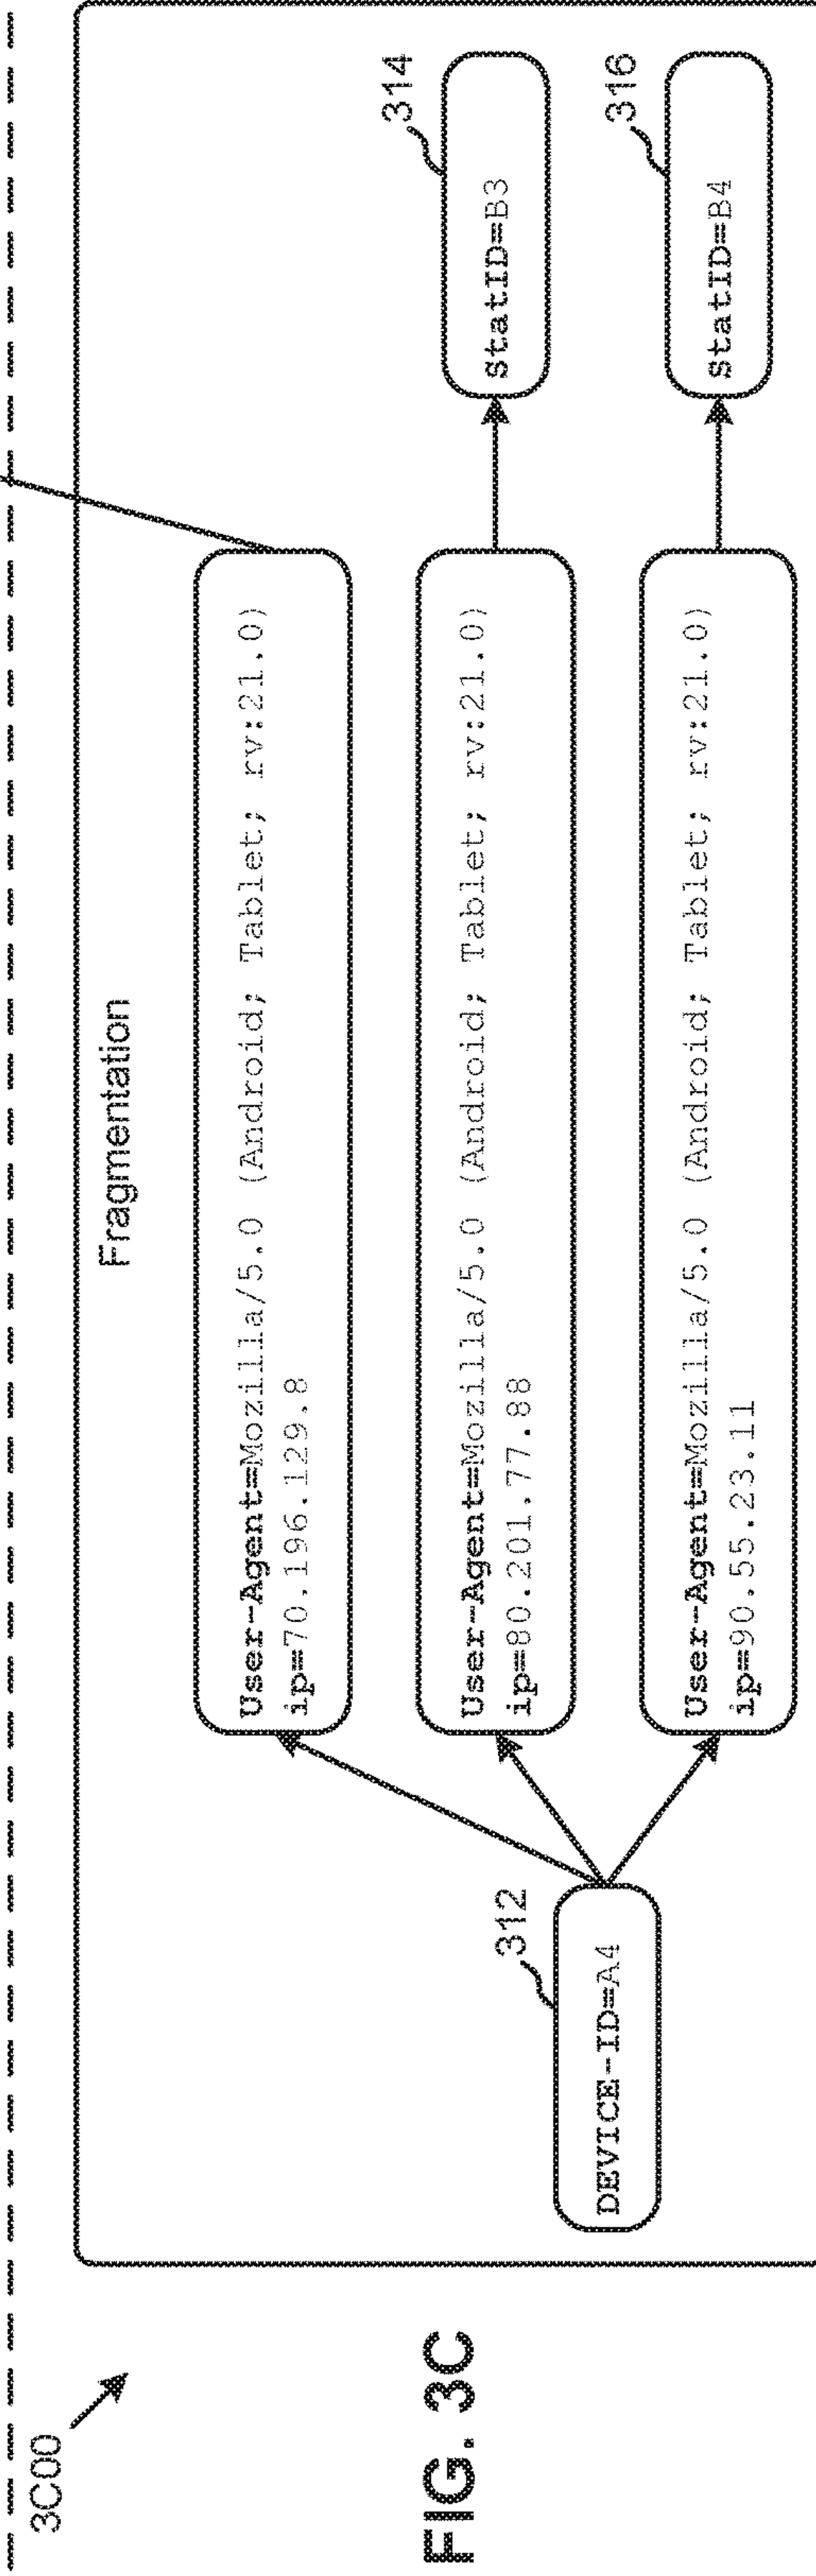 3C00
FIG. 3C
Fragmentation
312
DEVICE-ID=A4
User-Agent=Mozilla/5.0 (Android; Tablet; rv:21.0)
ip=70.196.129.8
User-Agent=Mozilla/5.0 (Android; Tablet; rv:21.0)
ip=80.201.77.88
User-Agent=Mozilla/5.0 (Android; Tablet; rv:21.0)
ip=90.55.23.11
314
StatID=B3
316
StatID=B4